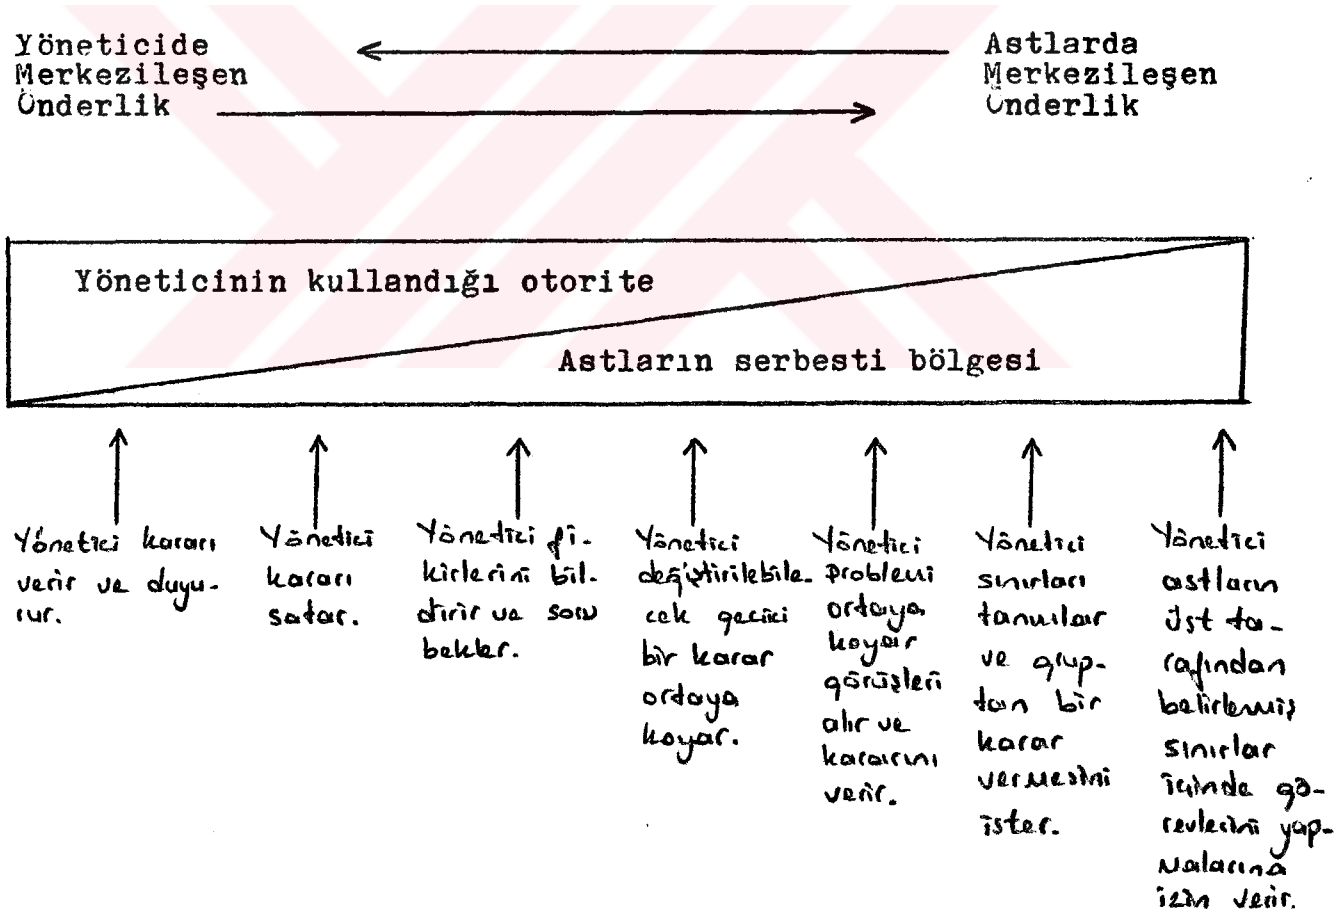 Yöneticide
Merkezileşen
Önderlik
Astlarda
Merkezileşen
Önderlik
Yöneticinin kullandığı otorite
Astların serbesti bölgesi
Yönetici kararı
verir ve duyu-
rur.
Yönetici
kararı
satar.
Yönetici fi-
kirlerini bil-
dirir ve soru
bekler.
Yönetici
değiştirilebile-
cek geçici
bir karar
ortaya
koyar.
Yönetici
problemi
ortaya
koyar
görüşleri
alır ve
kararını
verir.
Yönetici
sınırları
tanımlar
ve grup-
tan bir
karar
vermesini
ister.
Yönetici
astların
üst ta-
rafından
belirlenmiş
sınırlar
içinde gö-
revlerini yap-
malarına
izin verir.